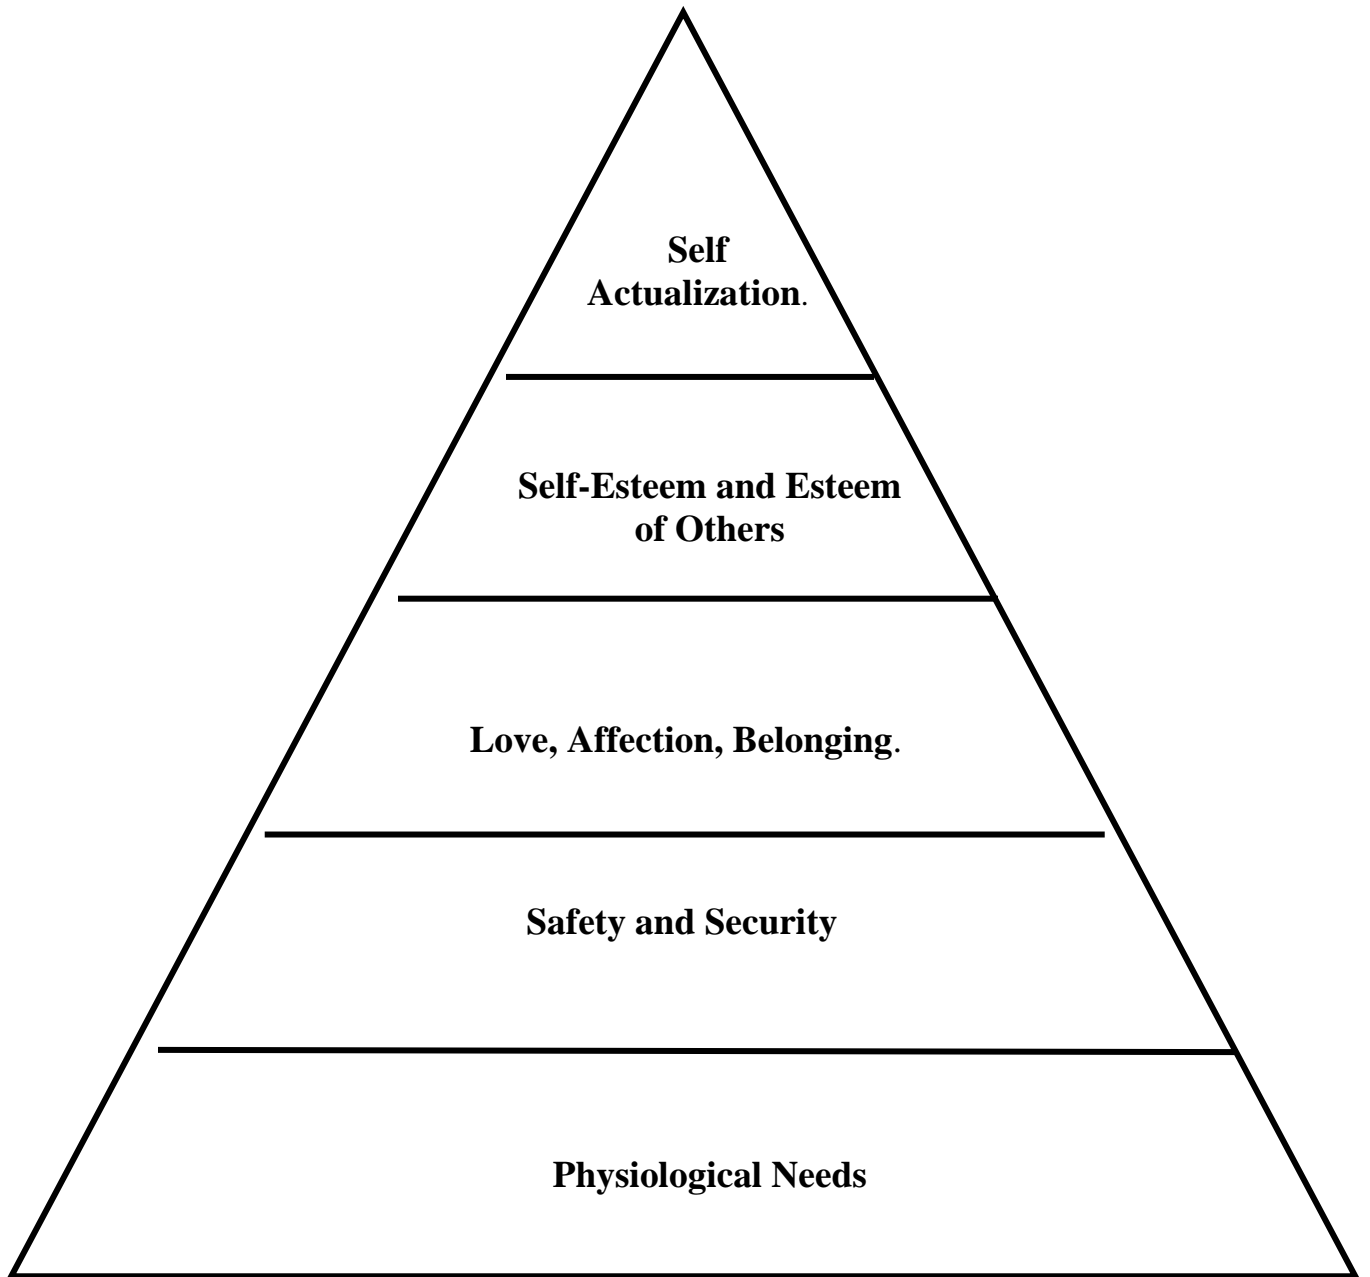 Self
Actualization.
Self-Esteem and Esteem
of Others
Love, Affection, Belonging.
Safety and Security
Physiological Needs